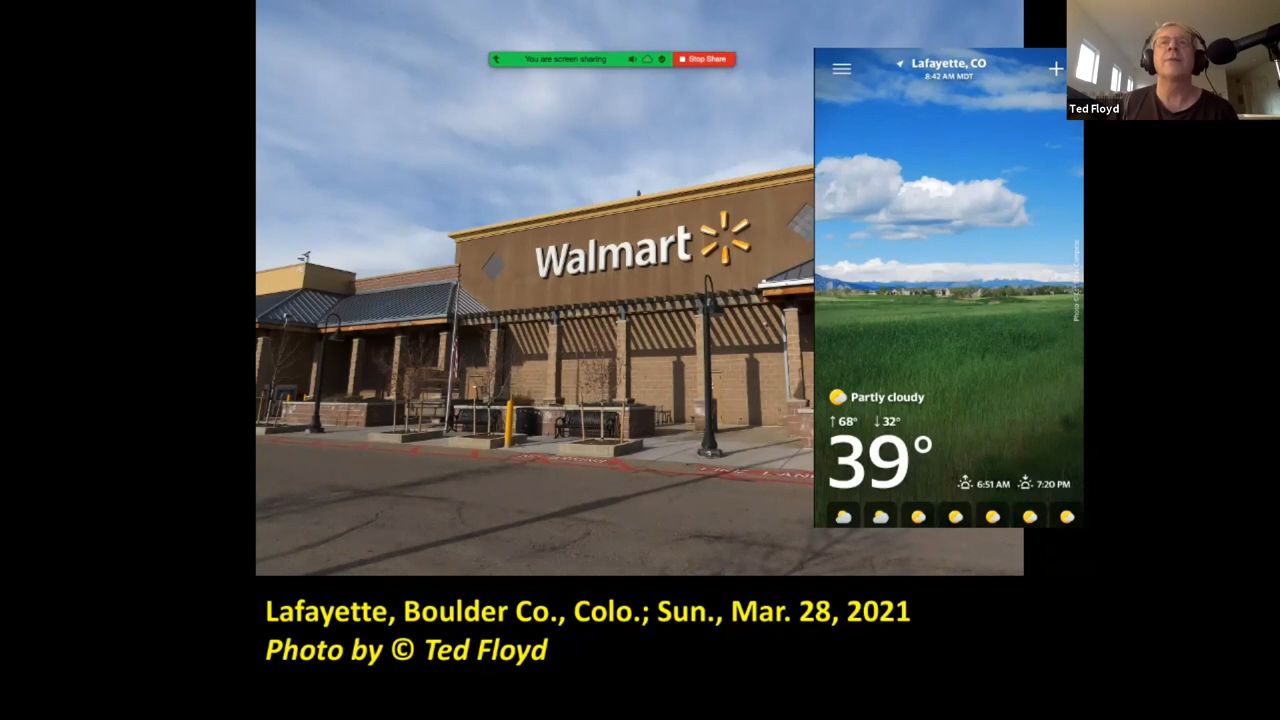 You are screen sharing
Stop Share
Lafayette, CO
8:42 AM MDT
Ted Floyd
Walmart
Partly cloudy
↑68° ↓32°
39°
6:51 AM 7:20 PM
Lafayette, Boulder Co., Colo.; Sun., Mar. 28, 2021
Photo by © Ted Floyd